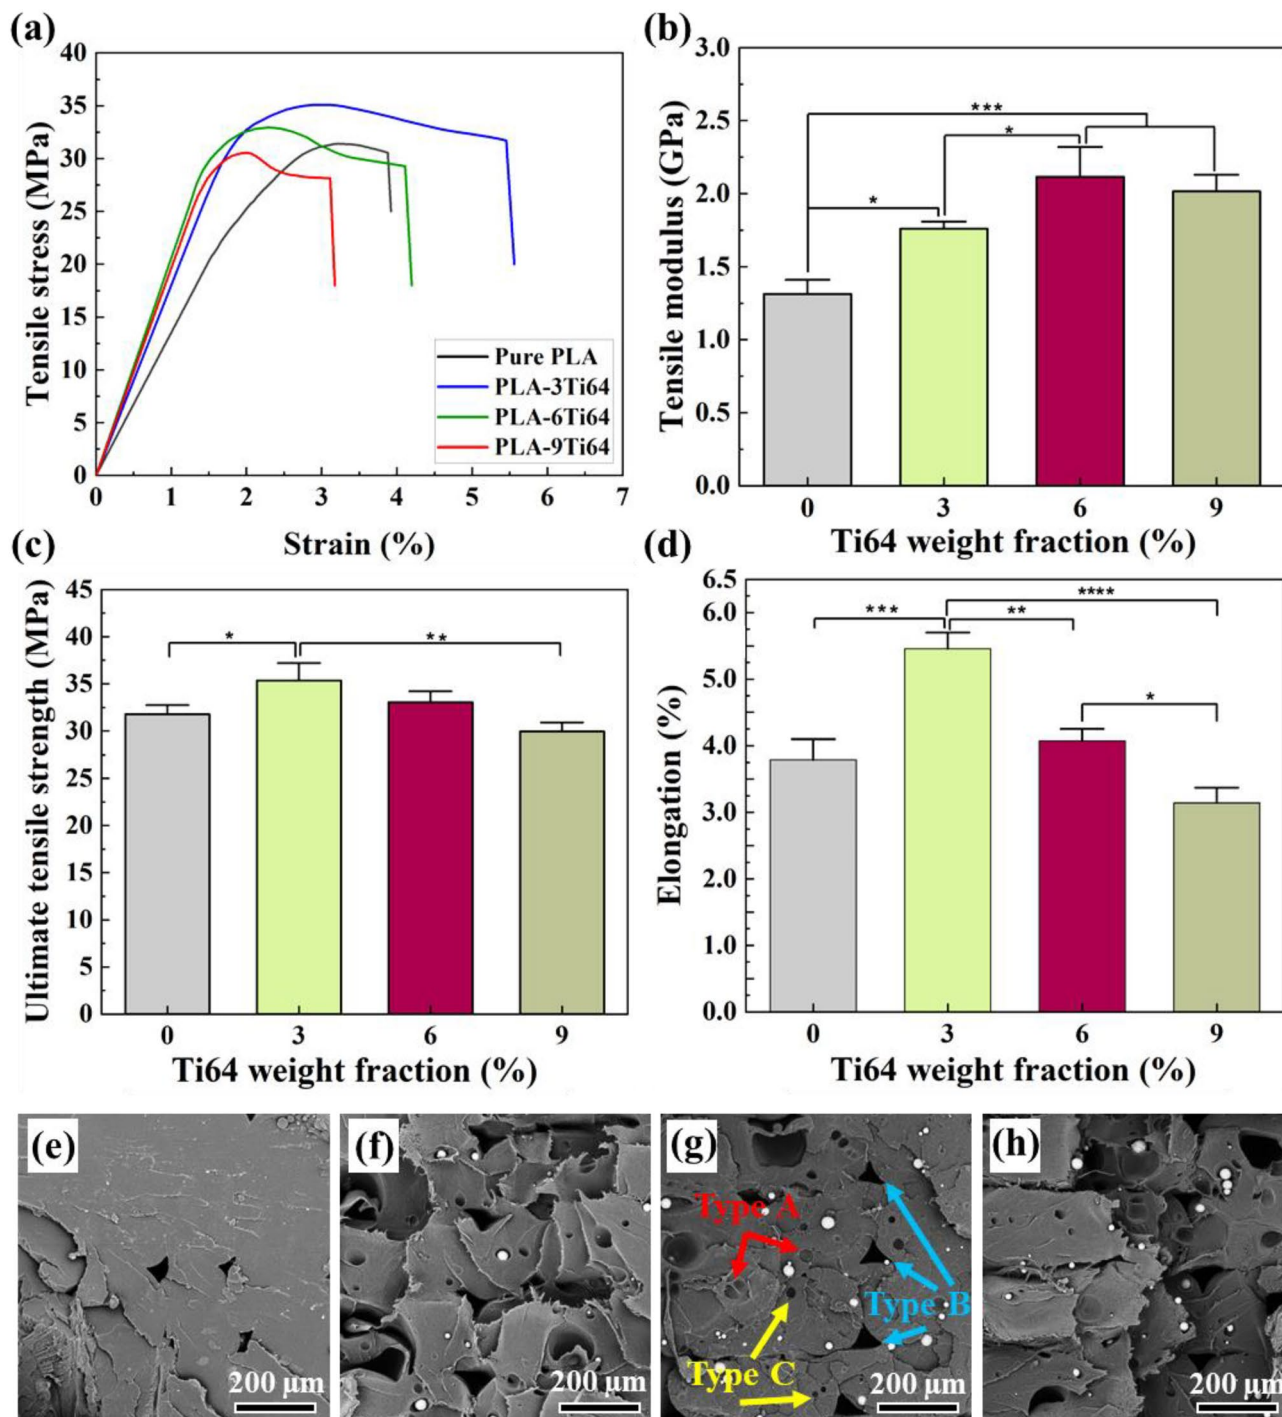 (a)
40
35
30
25
20
15
10
5
0
Tensile stress (MPa)
Pure PLA
PLA-3Ti64
PLA-6Ti64
PLA-9Ti64
0 1 2 3 4 5 6 7
Strain (%)
(b)
3.0
2.5
2.0
1.5
1.0
0.5
0.0
Tensile modulus (GPa)
***
*
*
0 3 6 9
Ti64 weight fraction (%)
(c)
45
40
35
30
25
20
15
10
5
0
Ultimate tensile strength (MPa)
*
**
0 3 6 9
Ti64 weight fraction (%)
(d)
6.5
6.0
5.0
4.0
3.0
2.0
1.0
0.0
Elongation (%)
****
***
**
*
0 3 6 9
Ti64 weight fraction (%)
(e)
200 μm
(f)
200 μm
(g)
Type A
Type B
Type C
200 μm
(h)
200 μm